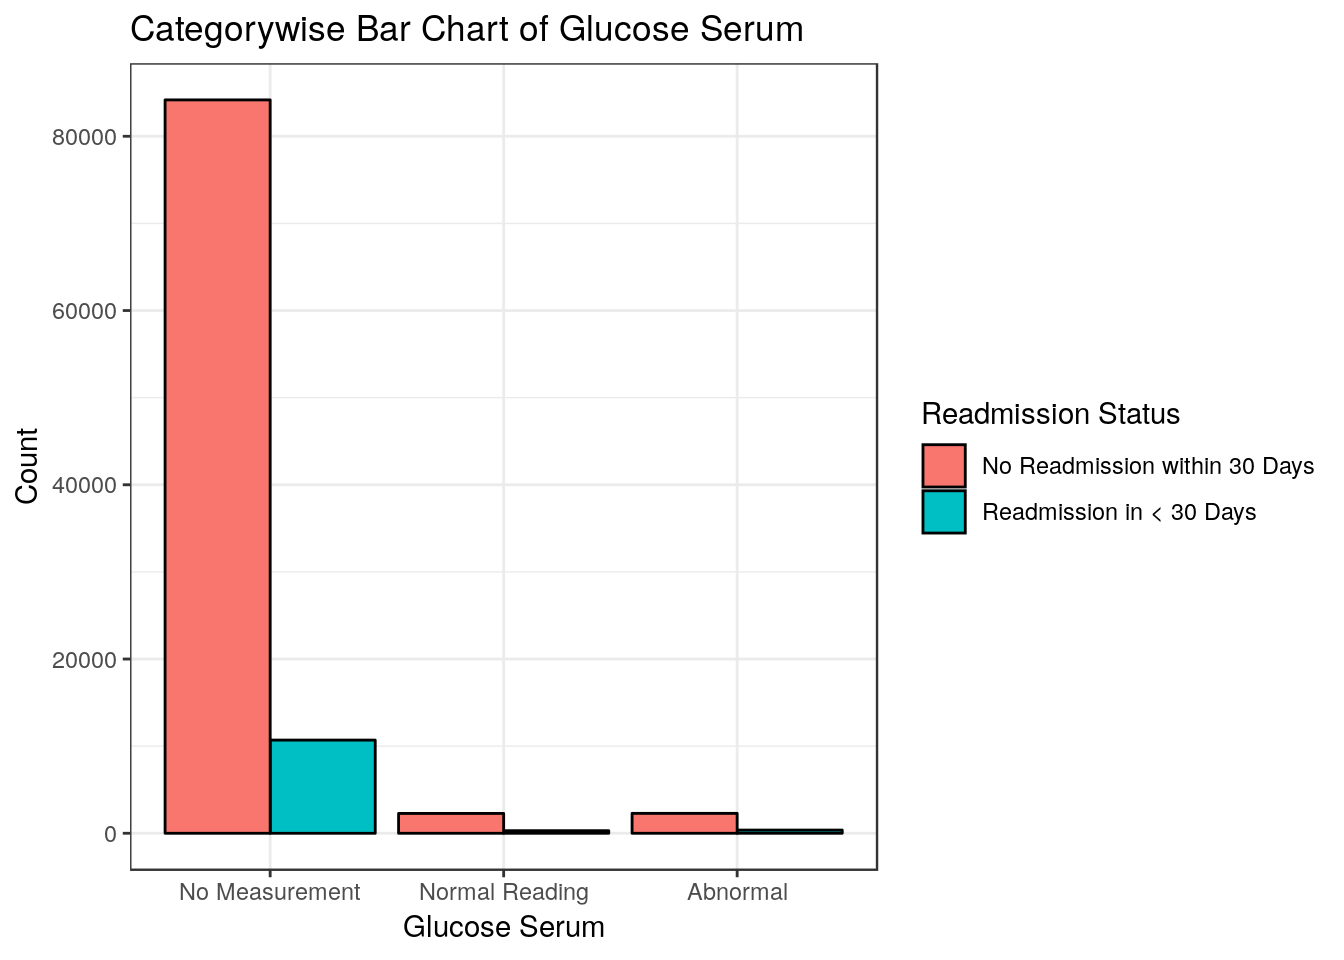 Categorywise Bar Chart of Glucose Serum
80000
60000
40000
20000
0
Count
No Measurement
Normal Reading
Abnormal
Glucose Serum
Readmission Status
No Readmission within 30 Days
Readmission in < 30 Days